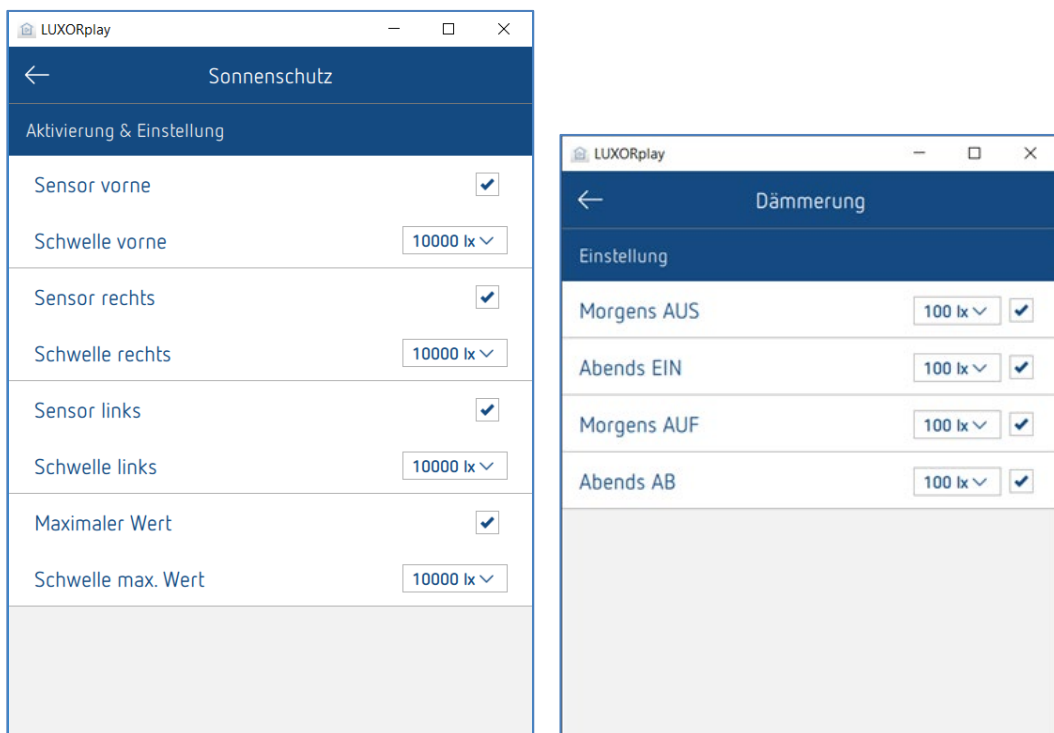 LUXORplay
Sonnenschutz
Aktivierung & Einstellung
Sensor vorne
Schwelle vorne 10000 lx
Sensor rechts
Schwelle rechts 10000 lx
Sensor links
Schwelle links 10000 lx
Maximaler Wert
Schwelle max. Wert 10000 lx
LUXORplay
Dämmerung
Einstellung
Morgens AUS 100 lx
Abends EIN 100 lx
Morgens AUF 100 lx
Abends AB 100 lx